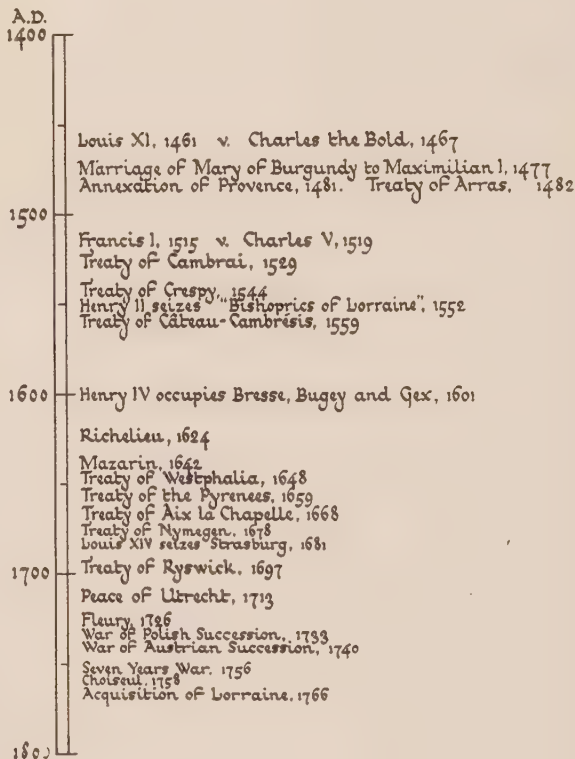 A.D.
1400
Louis XI, 1461 v. Charles the Bold, 1467
Marriage of Mary of Burgundy to Maximilian I, 1477
Annexation of Provence, 1481. Treaty of Arras, 1482
1500
Francis I, 1515 v. Charles V, 1519
Treaty of Cambrai, 1529
Treaty of Crespy, 1544
Henry II seizes "Bishoprics of Lorraine", 1552
Treaty of Câteau-Cambrésis, 1559
1600 Henry IV occupies Bresse, Bugey and Gex, 1601
Richelieu, 1624
Mazarin, 1642
Treaty of Westphalia, 1648
Treaty of the Pyrenees, 1659
Treaty of Aix la Chapelle, 1668
Treaty of Nymegen, 1678
Louis XIV seizes Strasburg, 1681
1700 Treaty of Ryswick, 1697
Peace of Utrecht, 1713
Fleury, 1726
War of Polish Succession, 1733
War of Austrian Succession, 1740
Seven Years War. 1756
Choiseul. 1758
Acquisition of Lorraine. 1766
1800